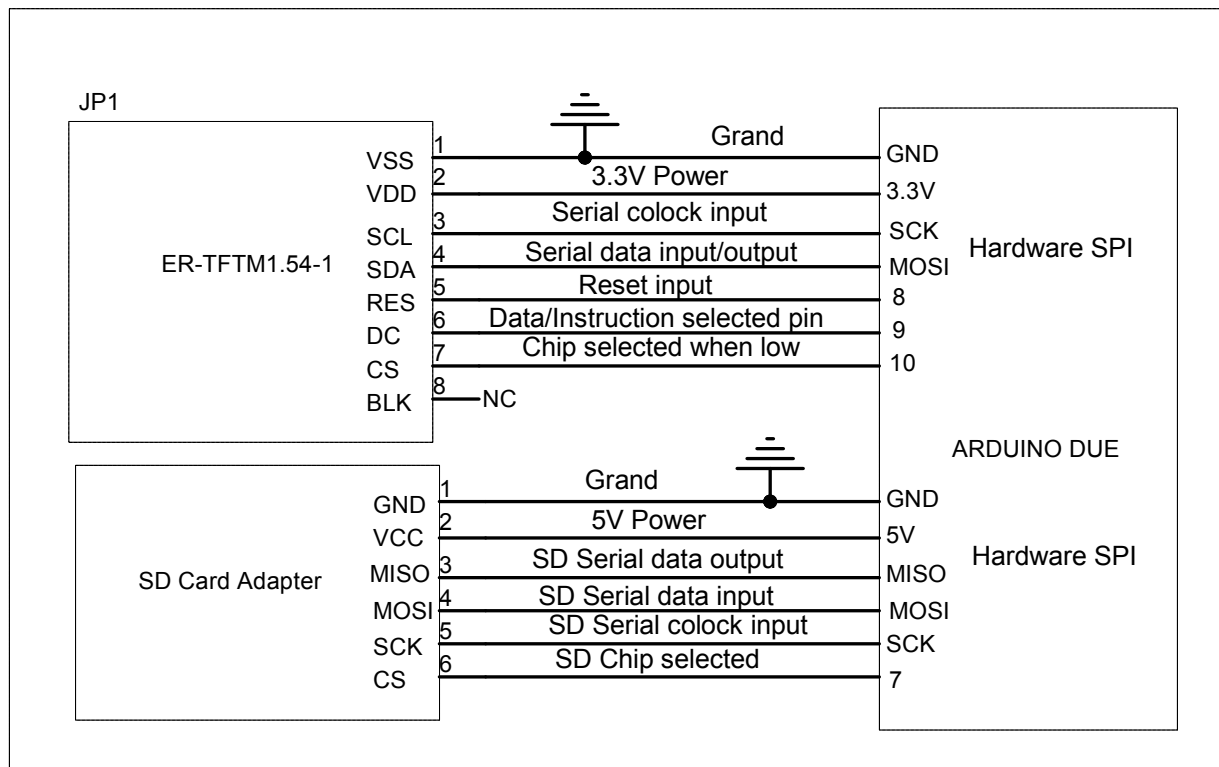 JP1
ER-TFTM1.54-1
VSS 1 Grand GND
VDD 2 3.3V Power 3.3V
SCL 3 Serial colock input SCK
SDA 4 Serial data input/output MOSI
RES 5 Reset input 8
DC 6 Data/Instruction selected pin 9
CS 7 Chip selected when low 10
BLK 8 NC
Hardware SPI
ARDUINO DUE
SD Card Adapter
GND 1 Grand GND
VCC 2 5V Power 5V
MISO 3 SD Serial data output MISO
MOSI 4 SD Serial data input MOSI
SCK 5 SD Serial colock input SCK
CS 6 SD Chip selected 7
Hardware SPI